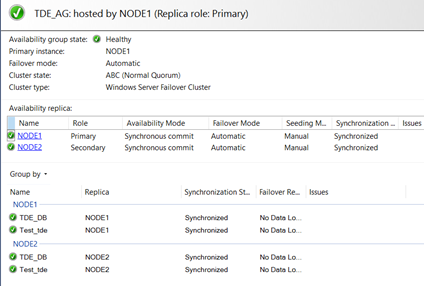 TDE_AG: hosted by NODE1 (Replica role: Primary)
Availability group state: Healthy
Primary instance: NODE1
Failover mode: Automatic
Cluster state: ABC (Normal Quorum)
Cluster type: Windows Server Failover Cluster
Availability replica:
Name Role Availability Mode Failover Mode Seeding M... Synchronization ... Issues
NODE1 Primary Synchronous commit Automatic Manual Synchronized
NODE2 Secondary Synchronous commit Automatic Manual Synchronized
Group by
Name Replica Synchronization St... Failover Re... Issues
NODE1
TDE_DB NODE1 Synchronized No Data Lo...
Test_tde NODE1 Synchronized No Data Lo...
NODE2
TDE_DB NODE2 Synchronized No Data Lo...
Test_tde NODE2 Synchronized No Data Lo...